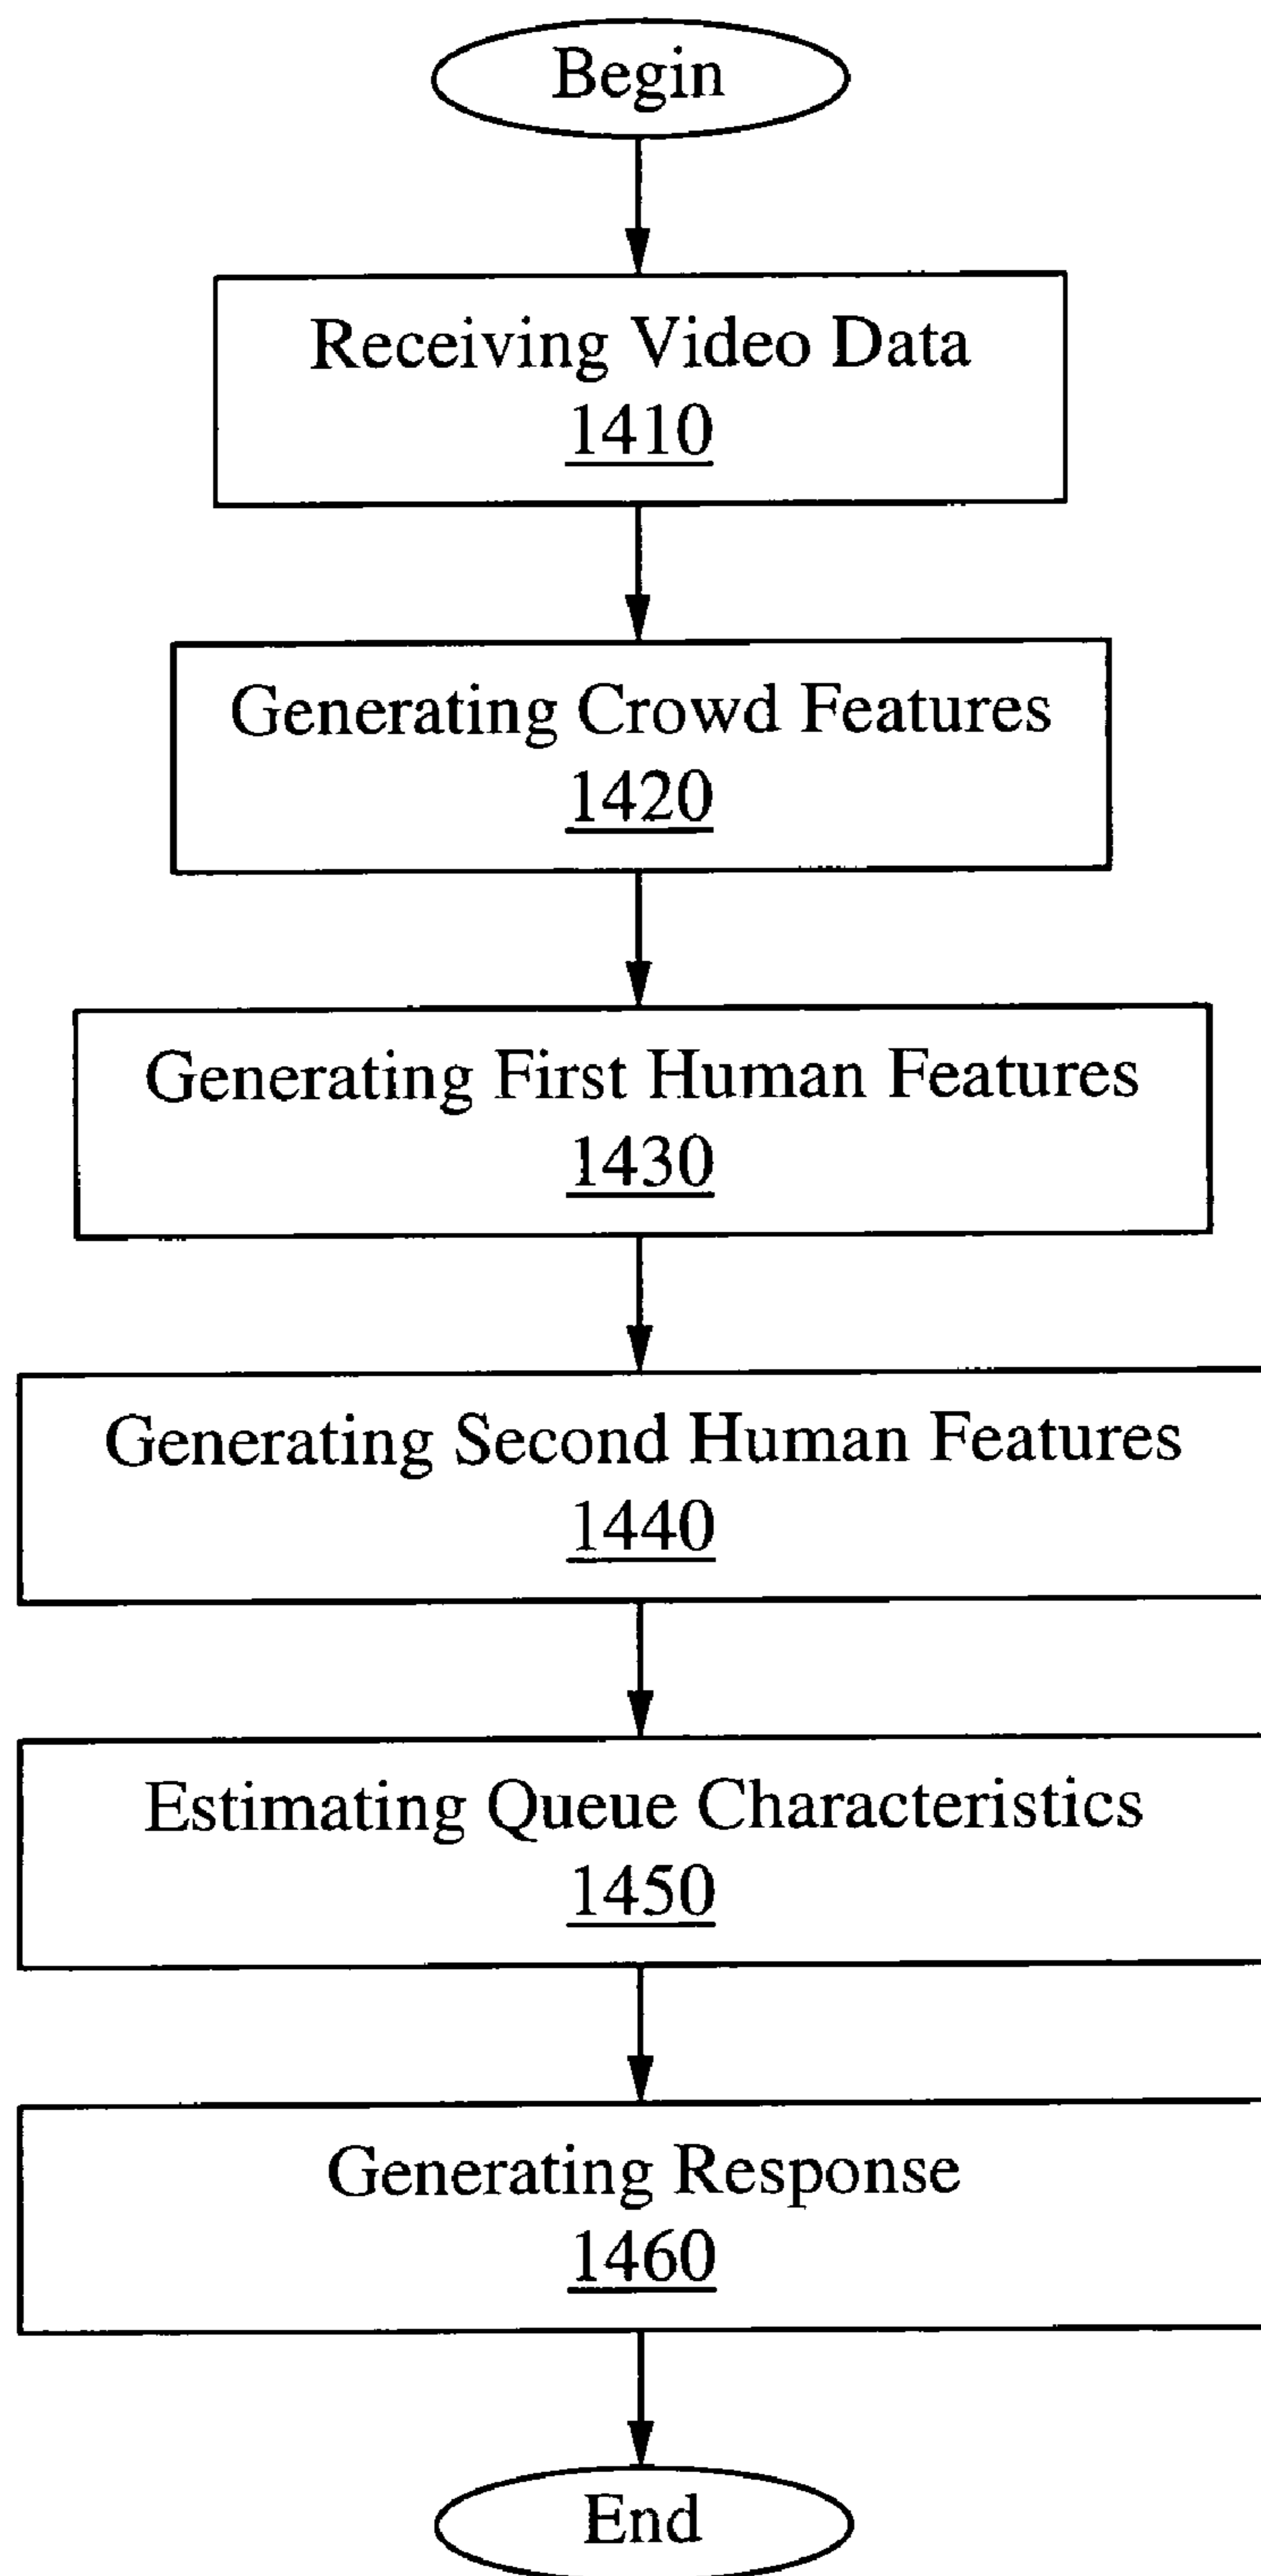 Begin
Receiving Video Data
1410
Generating Crowd Features
1420
Generating First Human Features
1430
Generating Second Human Features
1440
Estimating Queue Characteristics
1450
Generating Response
1460
End